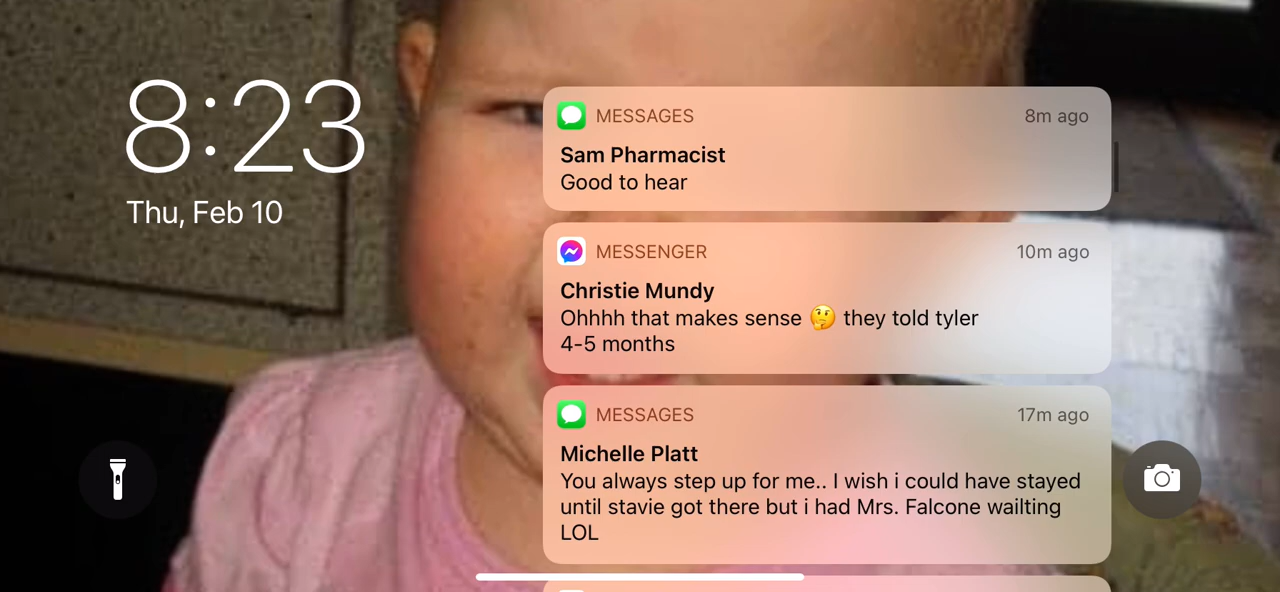 8:23
Thu, Feb 10
MESSAGES 8m ago
Sam Pharmacist
Good to hear
MESSENGER 10m ago
Christie Mundy
Ohhhh that makes sense 🤔 they told tyler
4-5 months
MESSAGES 17m ago
Michelle Platt
You always step up for me.. I wish i could have stayed
until stavie got there but i had Mrs. Falcone wailting
LOL